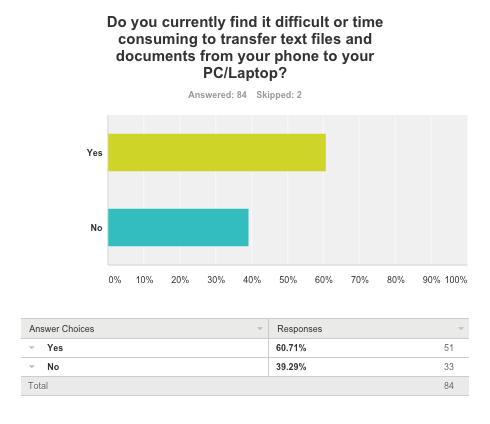 Do you currently find it difficult or time
consuming to transfer text files and
documents from your phone to your
PC/Laptop?
Answered: 84 Skipped: 2
Yes
No
0% 10% 20% 30% 40% 50% 60% 70% 80% 90% 100%
Answer Choices Responses
Yes 60.71% 51
No 39.29% 33
Total 84